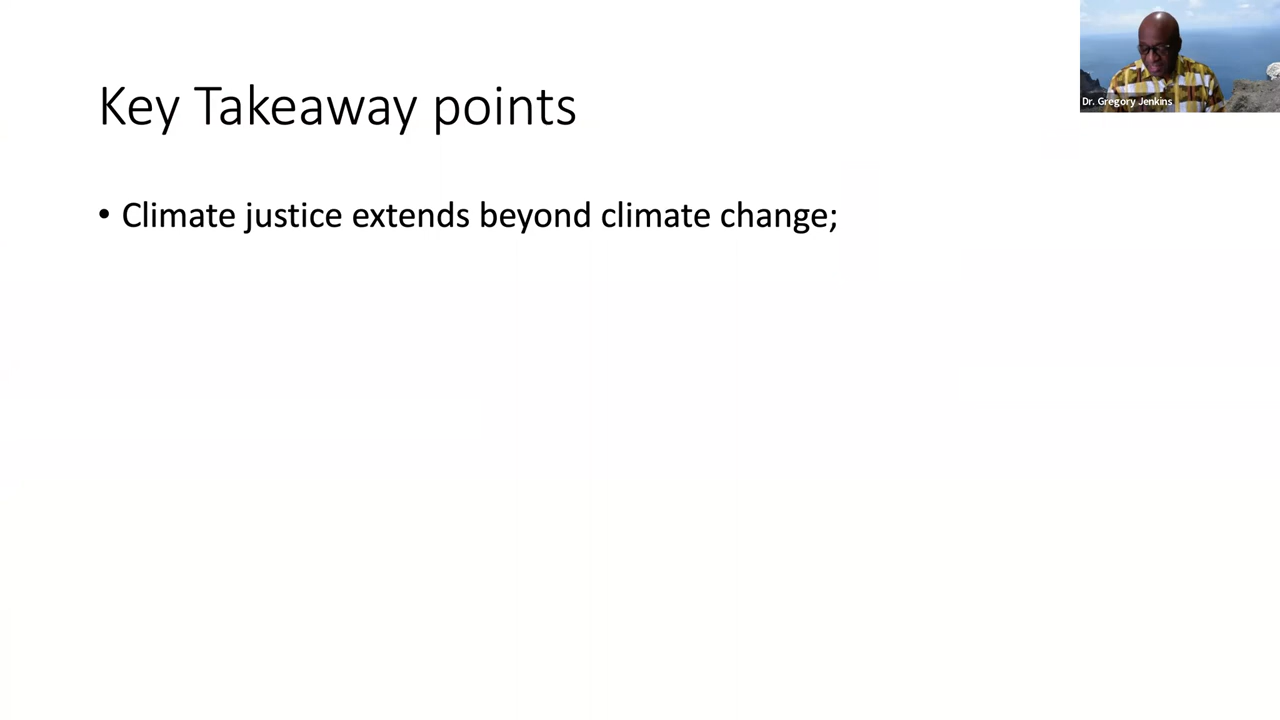 Dr. Gregory Jenkins
Key Takeaway points
• Climate justice extends beyond climate change;